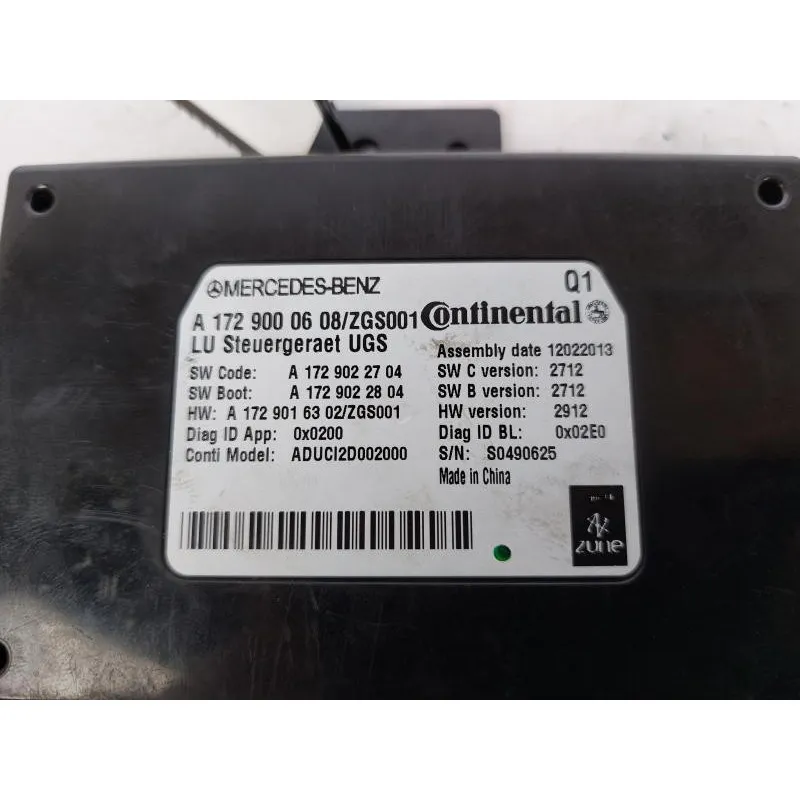 MERCEDES-BENZ
Q1
A 172 900 06 08/ZGS001
Continental
LU Steuergeraet UGS
Assembly date 12022013
SW Code: A 172 902 27 04
SW C version: 2712
SW Boot: A 172 902 28 04
SW B version: 2712
HW: A 172 901 63 02/ZGS001
HW version: 2912
Diag ID App: 0x0200
Diag ID BL: 0x02E0
Conti Model: ADUCI2D002000
S/N: S0490625
Made in China
zune